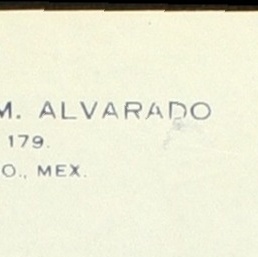 M. ALVARADO
179.
O., MEX.